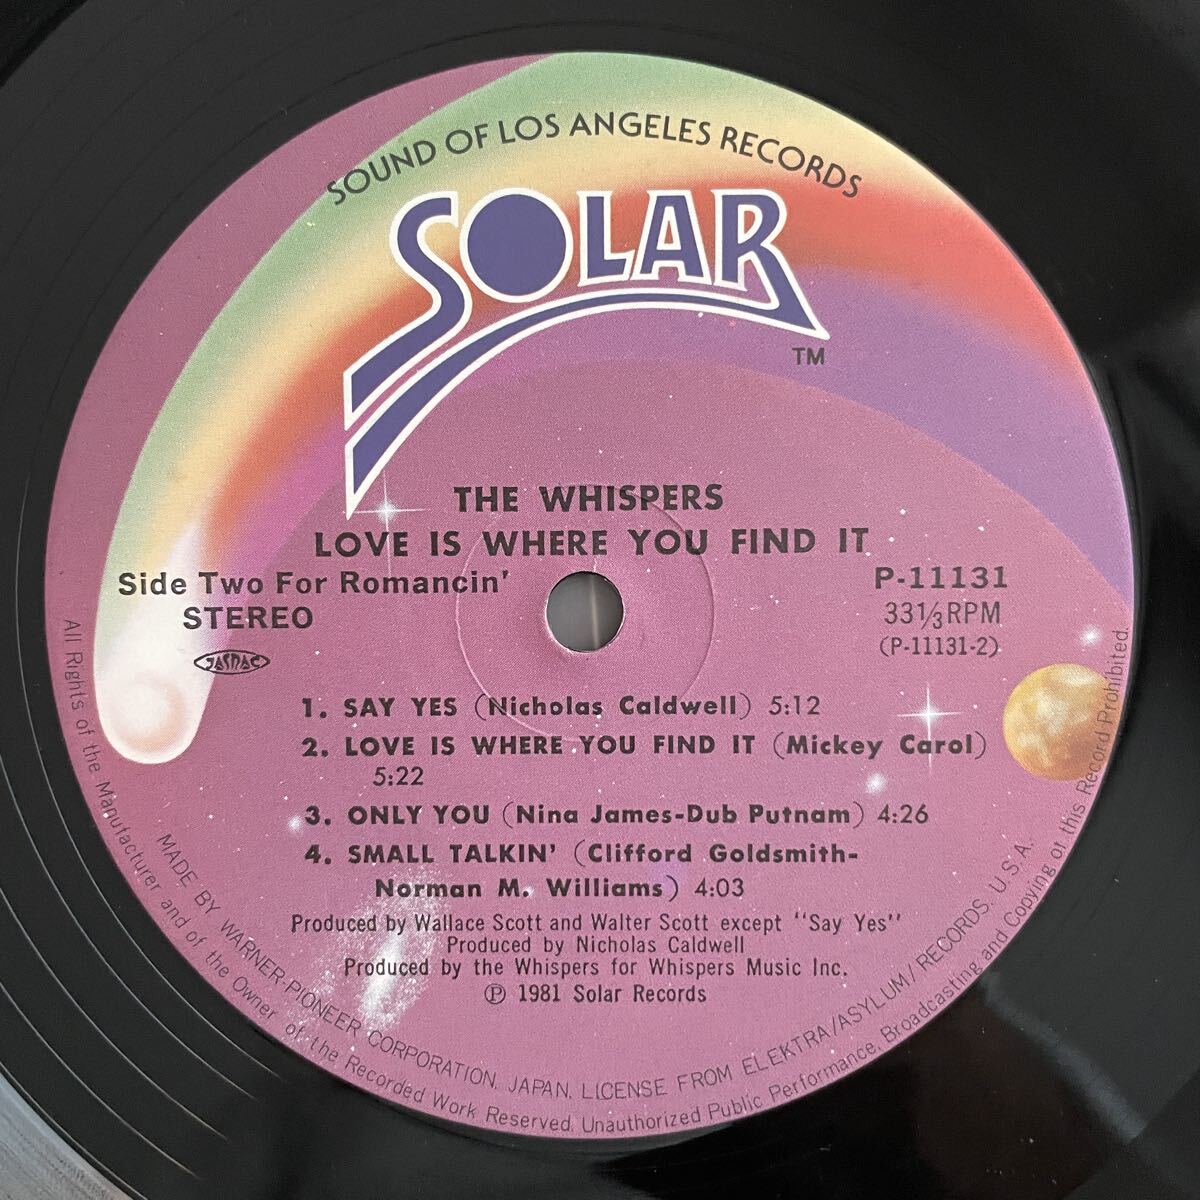 SOUND OF LOS ANGELES RECORDS
SOLAR
TM
THE WHISPERS
LOVE IS WHERE YOU FIND IT
Side Two For Romancin'
STEREO
JASRAC
P-11131
33 1/3 RPM
(P-11131-2)
1. SAY YES (Nicholas Caldwell) 5:12
2. LOVE IS WHERE YOU FIND IT (Mickey Carol)
5:22
3. ONLY YOU (Nina James-Dub Putnam) 4:26
4. SMALL TALKIN' (Clifford Goldsmith-
Norman M. Williams) 4:03
Produced by Wallace Scott and Walter Scott except "Say Yes"
Produced by Nicholas Caldwell
Produced by the Whispers for Whispers Music Inc.
Ⓟ 1981 Solar Records
MADE BY WARNER-PIONEER CORPORATION, JAPAN. LICENSE FROM ELEKTRA/ASYLUM/RECORDS. U.S.A.
All Rights of the Manufacturer and of the Owner of the Recorded Work Reserved. Unauthorized Public Performance, Broadcasting and Copying of this Record Prohibited.